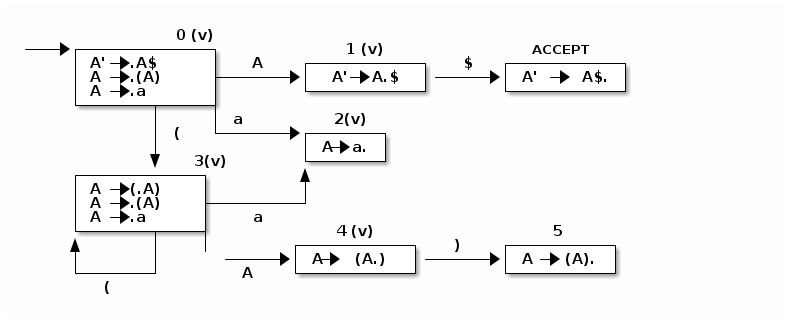 0 (v)
A' → .A$
A → .(A)
A → .a
A
1 (v)
A' → A.$
$
ACCEPT
A' → A$.
a
2(v)
A → a.
(
3(v)
A → (.A)
A → .(A)
A → .a
a
(
A
4 (v)
A → (A.)
)
5
A → (A).